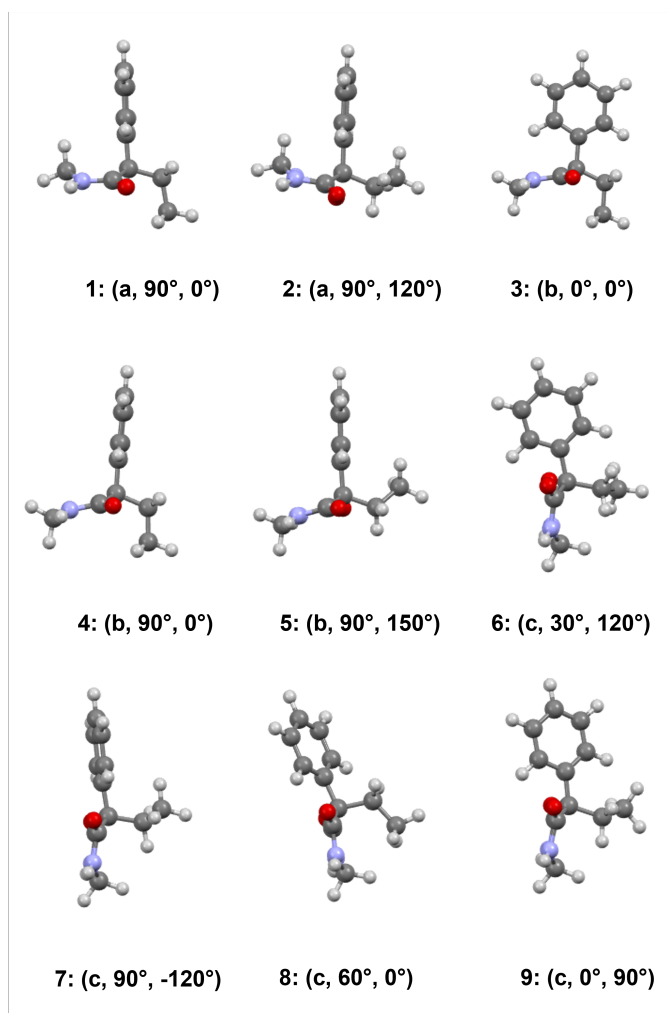 1: (a, 90°, 0°) 2: (a, 90°, 120°) 3: (b, 0°, 0°)
4: (b, 90°, 0°) 5: (b, 90°, 150°) 6: (c, 30°, 120°)
7: (c, 90°, -120°) 8: (c, 60°, 0°) 9: (c, 0°, 90°)